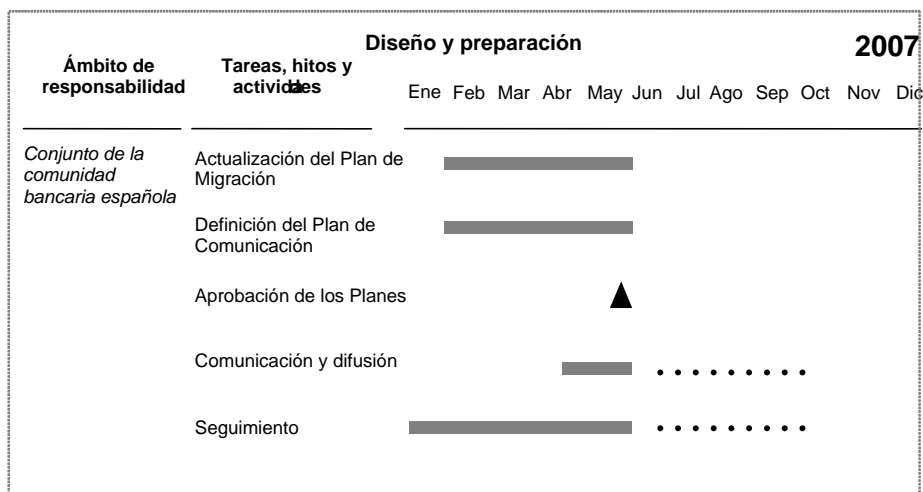 Diseño y preparación
2007
Ámbito de
responsabilidad
Tareas, hitos y
actividades
Ene Feb Mar Abr May Jun Jul Ago Sep Oct Nov Dic
Conjunto de la
comunidad
bancaria española
Actualización del Plan de
Migración
Definición del Plan de
Comunicación
Aprobación de los Planes
Comunicación y difusión
Seguimiento